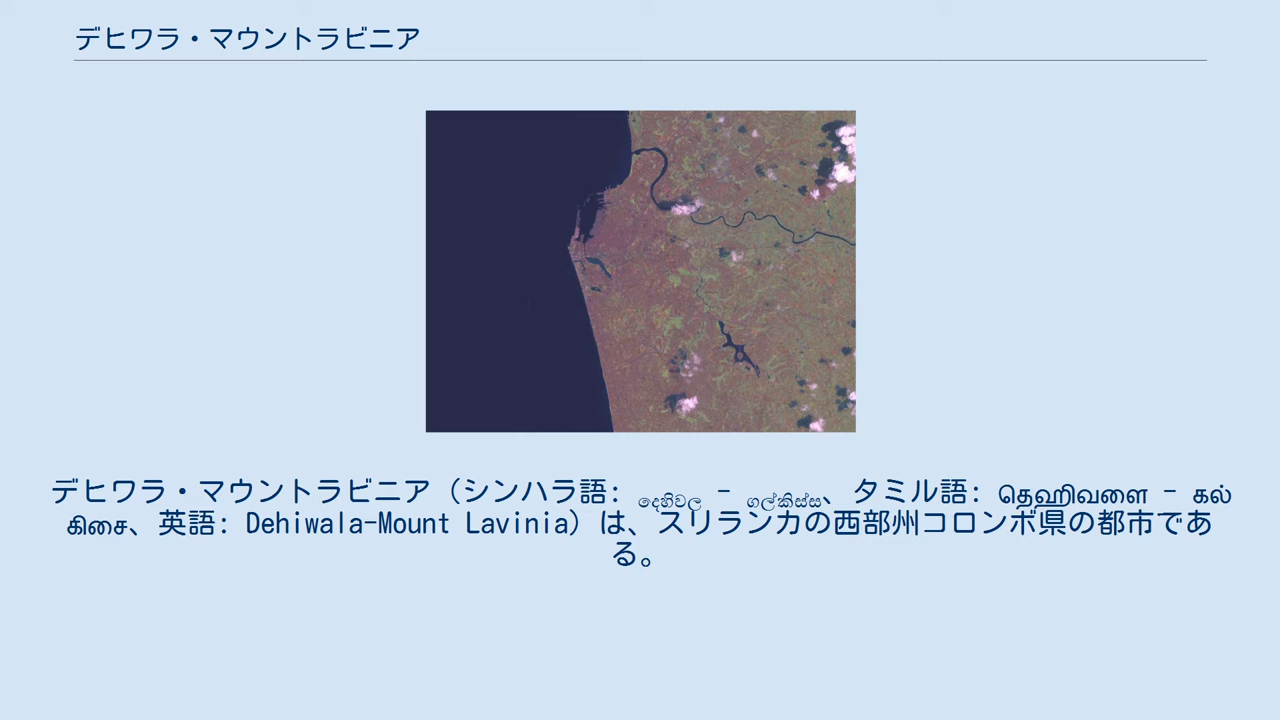 デヒワラ・マウントラビニア
デヒワラ・マウントラビニア（シンハラ語: දෙහිවල - ගල්කිස්ස、タミル語: தெஹிவளை - கல்
கிசை、英語: Dehiwala-Mount Lavinia）は、スリランカの西部州コロンボ県の都市であ
る。